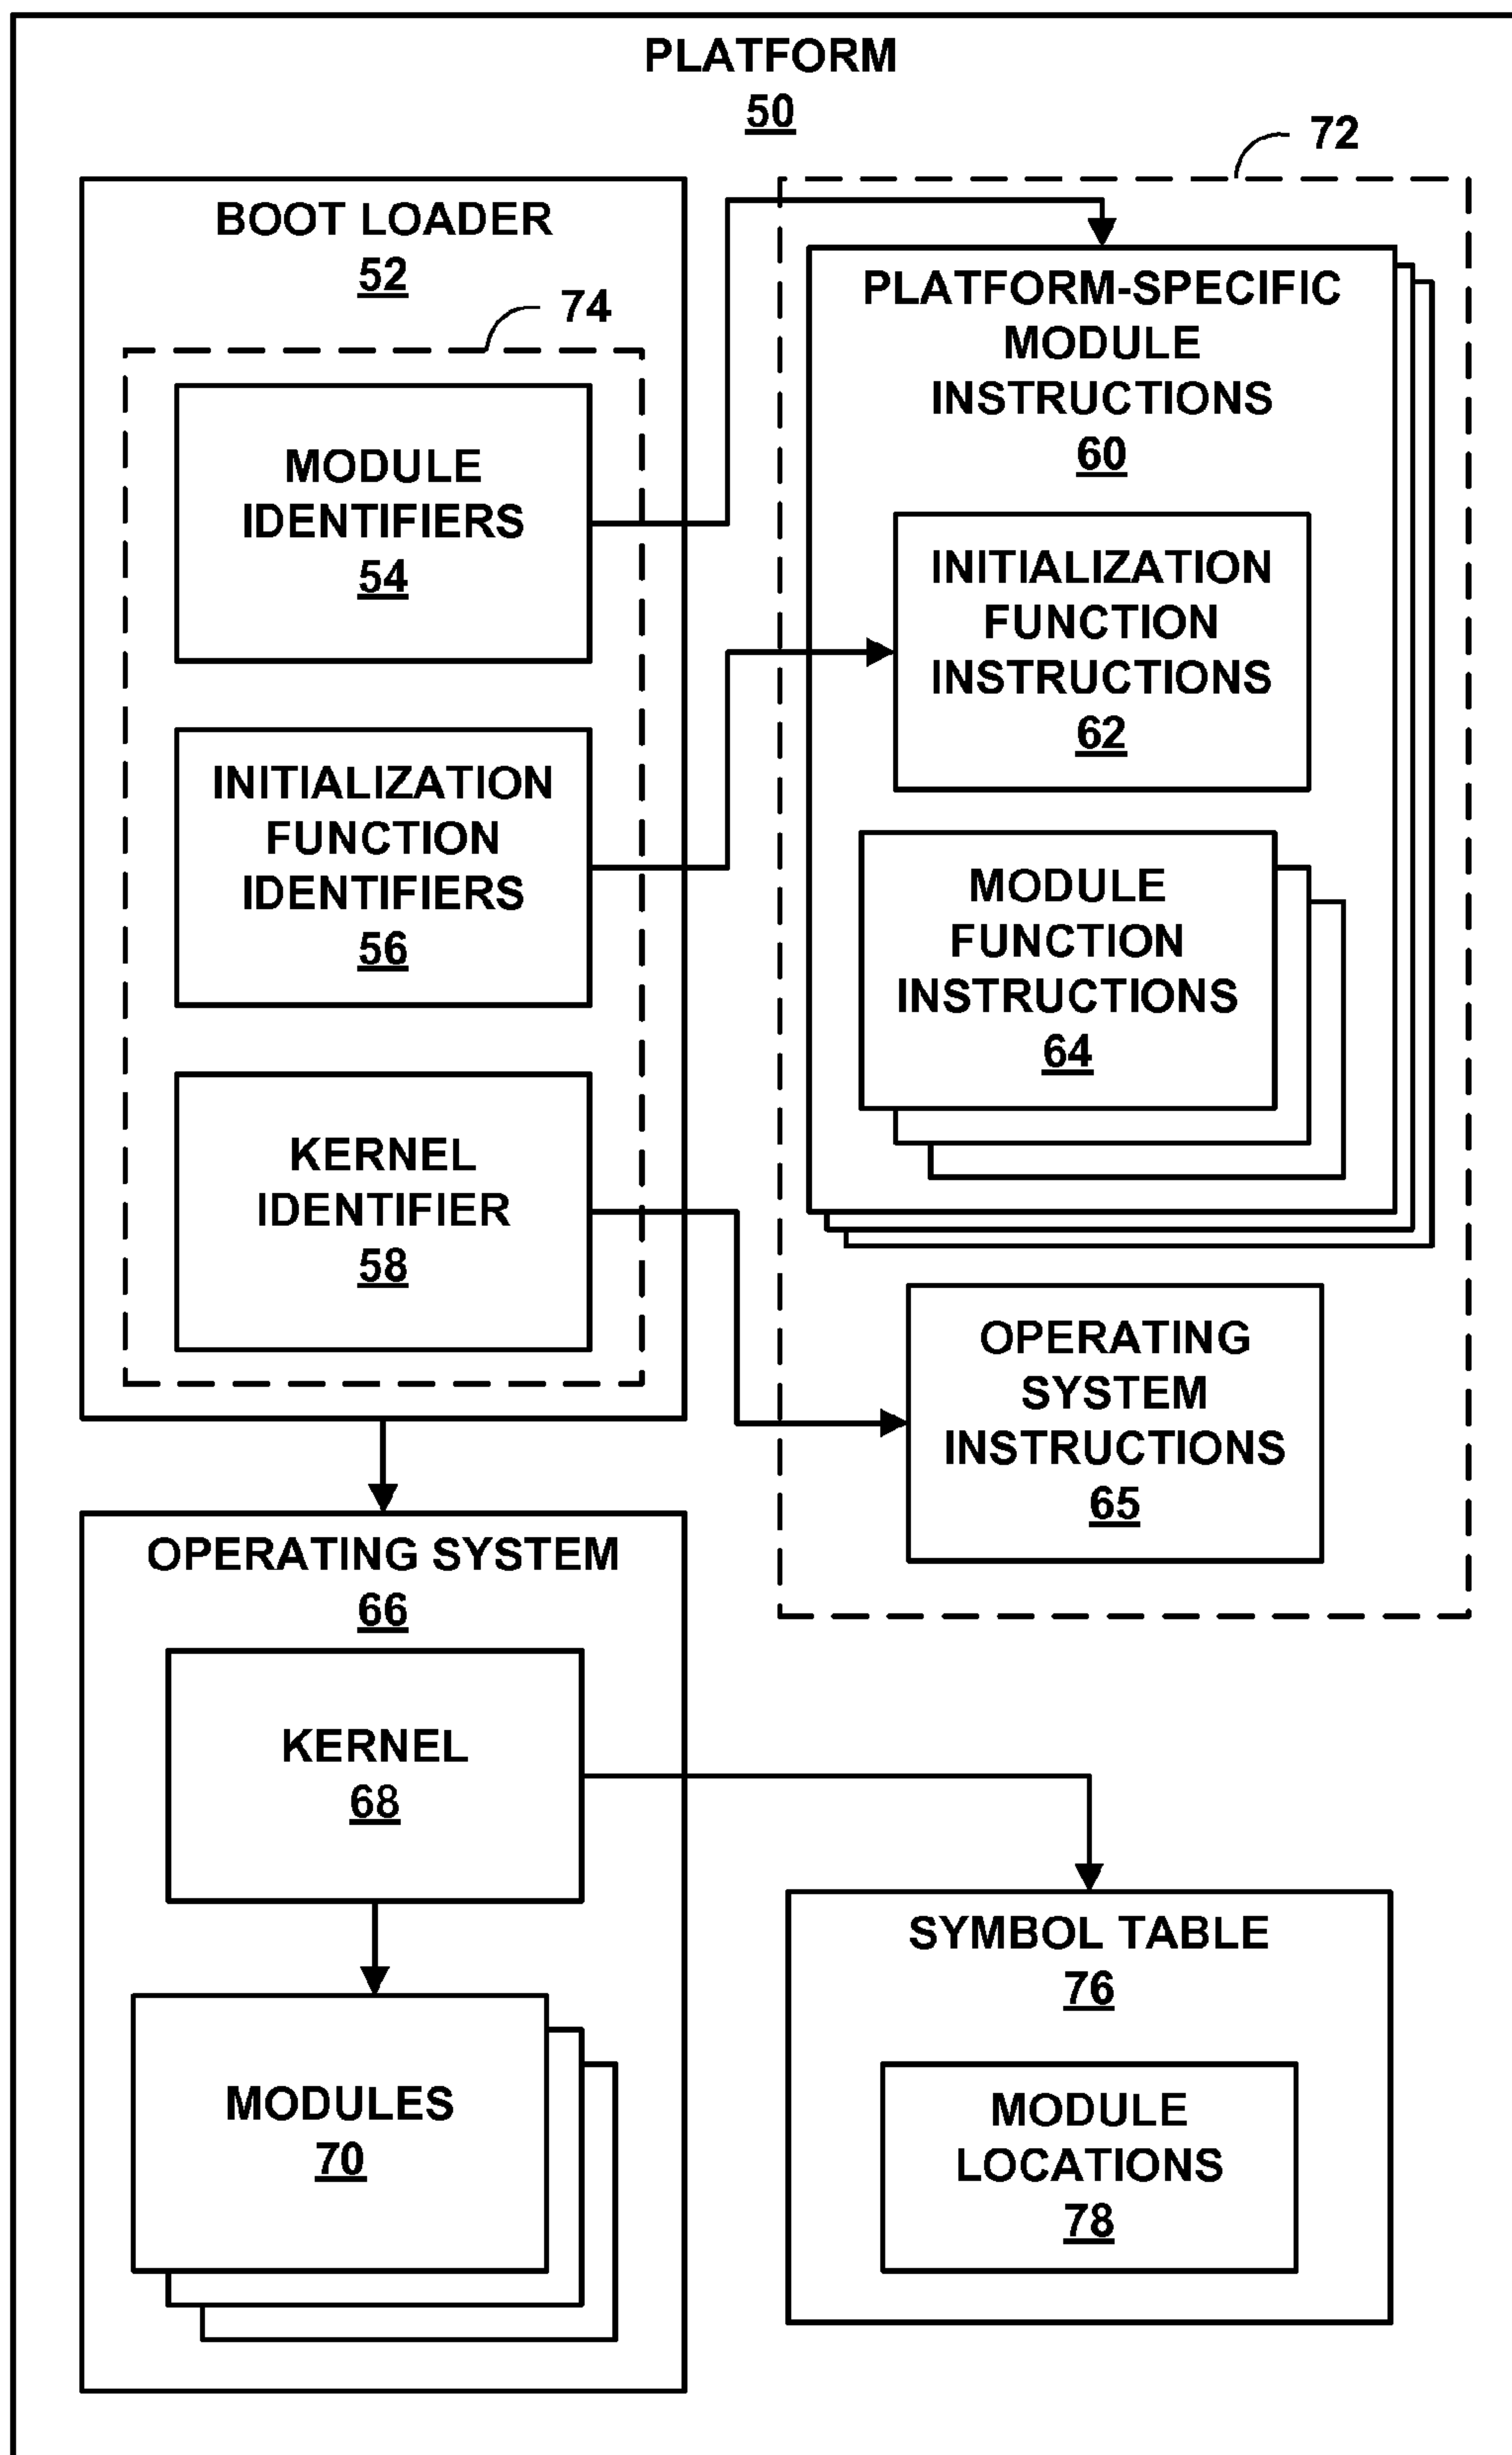 PLATFORM
50
72
BOOT LOADER
52
74
MODULE
IDENTIFIERS
54
INITIALIZATION
FUNCTION
IDENTIFIERS
56
KERNEL
IDENTIFIER
58
PLATFORM-SPECIFIC
MODULE
INSTRUCTIONS
60
INITIALIZATION
FUNCTION
INSTRUCTIONS
62
MODULE
FUNCTION
INSTRUCTIONS
64
OPERATING
SYSTEM
INSTRUCTIONS
65
OPERATING SYSTEM
66
KERNEL
68
MODULES
70
SYMBOL TABLE
76
MODULE
LOCATIONS
78